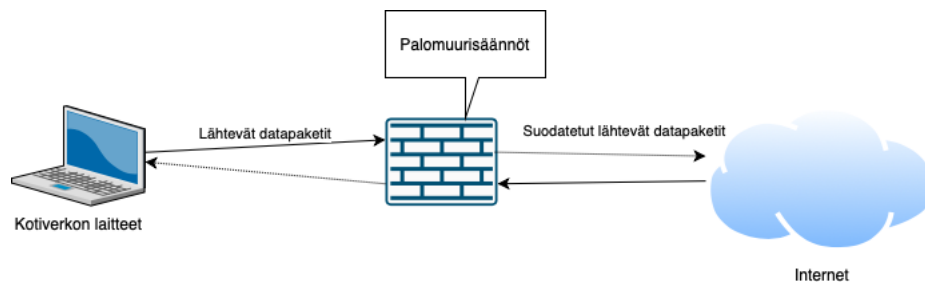 Palomuurisäännöt
Lähtevät datapaketit
Suodatetut lähtevät datapaketit
Kotiverkon laitteet
Internet